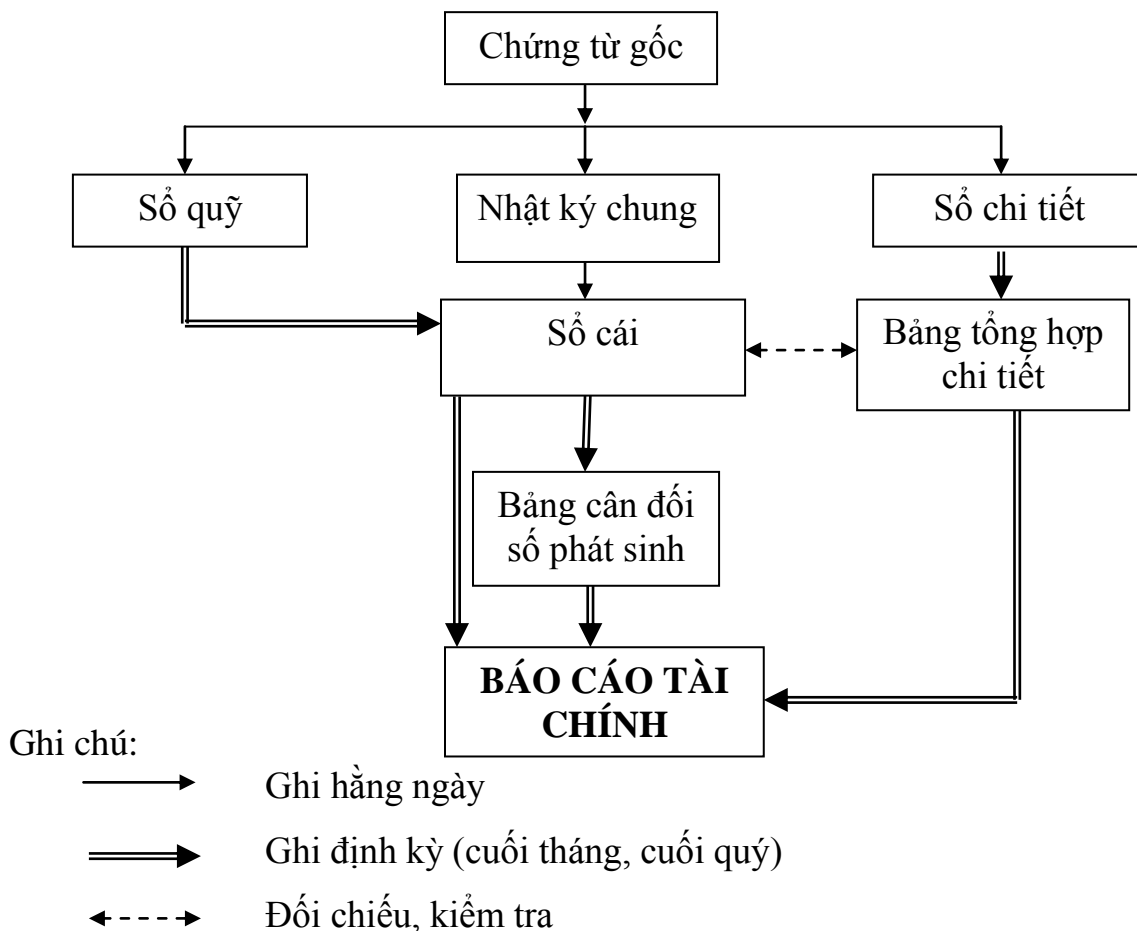 Chứng từ gốc
Sổ quỹ
Nhật ký chung
Sổ chi tiết
Sổ cái
Bảng tổng hợp
chi tiết
Bảng cân đối
số phát sinh
BÁO CÁO TÀI
CHÍNH
Ghi chú:
Ghi hằng ngày
Ghi định kỳ (cuối tháng, cuối quý)
Đối chiếu, kiểm tra